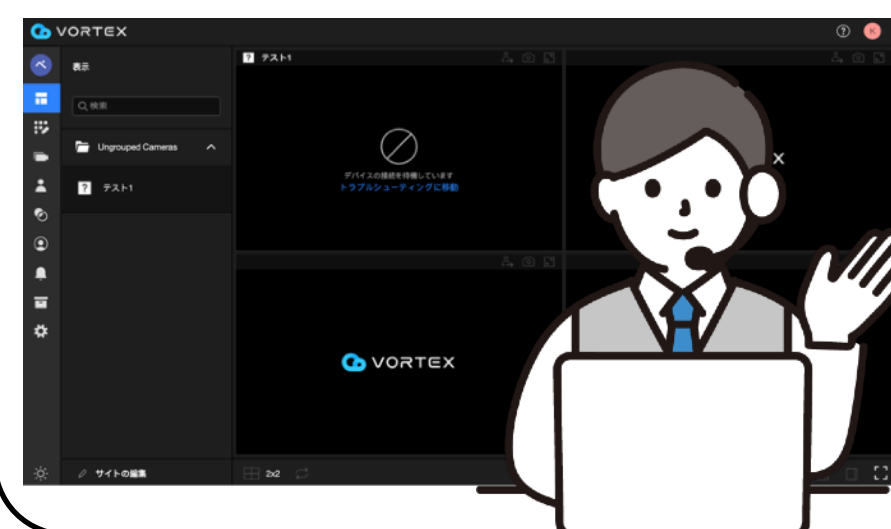 VORTEX
?
K
へ
表示
検索
Ungrouped Cameras
? テスト1
? テスト1
デバイスの接続を待機しています
トラブルシューティングに移動
X
VORTEX
サイトの編集
2x2